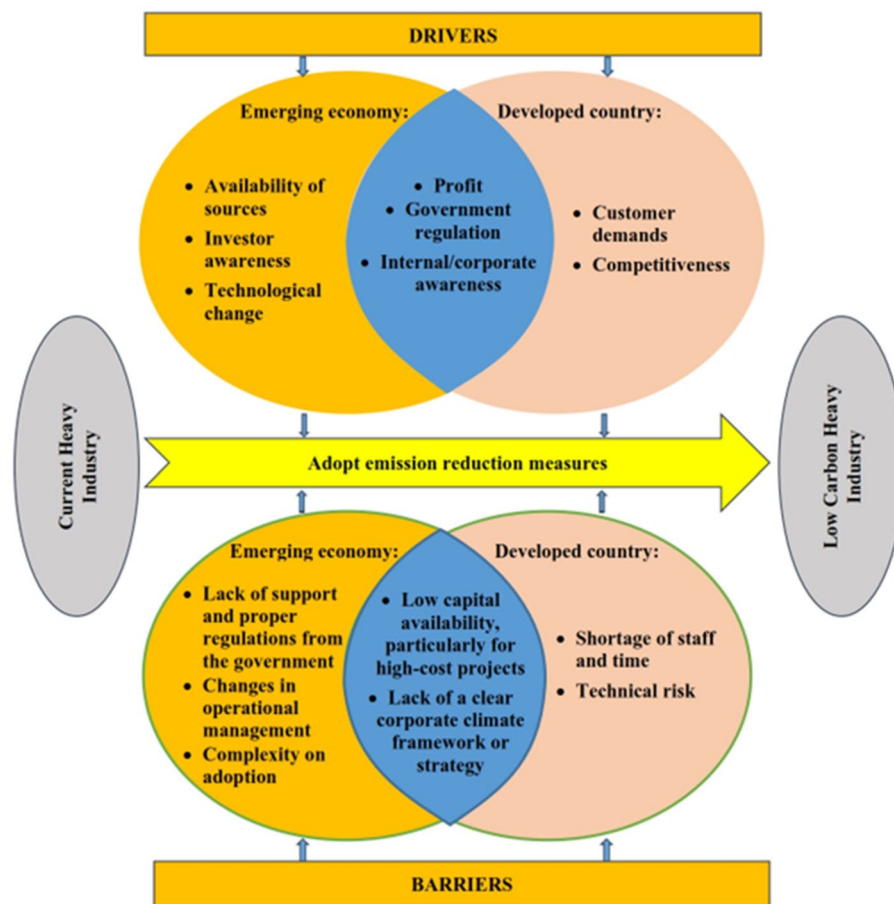 DRIVERS
Emerging economy:
• Availability of
sources
• Investor
awareness
• Technological
change
• Profit
• Government
regulation
• Internal/corporate
awareness
Developed country:
• Customer
demands
• Competitiveness
Current Heavy
Industry
Adopt emission reduction measures
Low Carbon Heavy
Industry
Emerging economy:
• Lack of support
and proper
regulations from
the government
• Changes in
operational
management
• Complexity on
adoption
• Low capital
availability,
particularly for
high-cost projects
• Lack of a clear
corporate climate
framework or
strategy
Developed country:
• Shortage of staff
and time
• Technical risk
BARRIERS